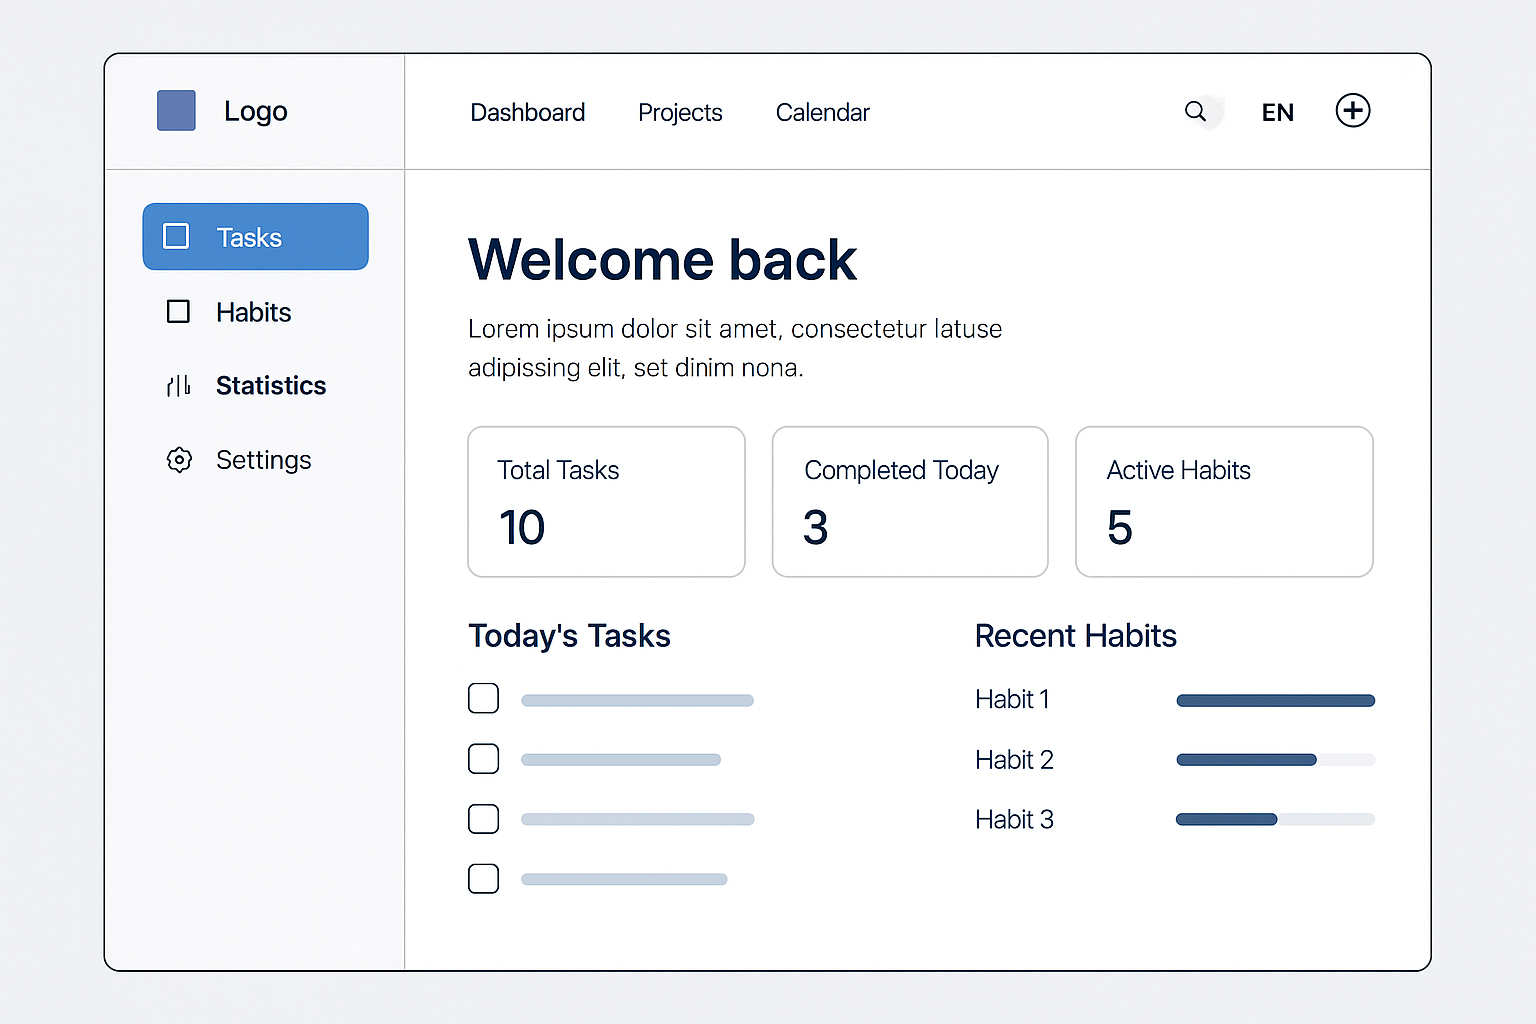 Logo
Dashboard
Projects
Calendar
EN
Tasks
Habits
Statistics
Settings
Welcome back
Lorem ipsum dolor sit amet, consectetur latuse
adipissing elit, set dinim nona.
Total Tasks
10
Completed Today
3
Active Habits
5
Today's Tasks
Recent Habits
Habit 1
Habit 2
Habit 3